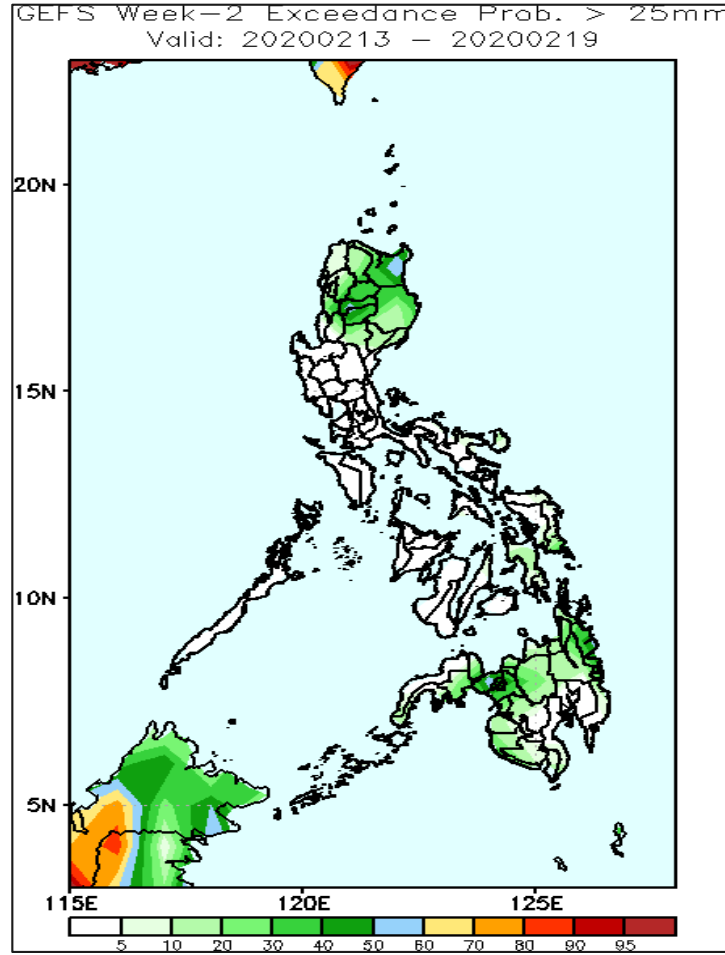 GEFS Week-2 Exceedance Prob. > 25mm
Valid: 20200213 - 20200219
20N
15N
10N
5N
115E 120E 125E
5 10 20 30 40 50 60 70 80 90 95